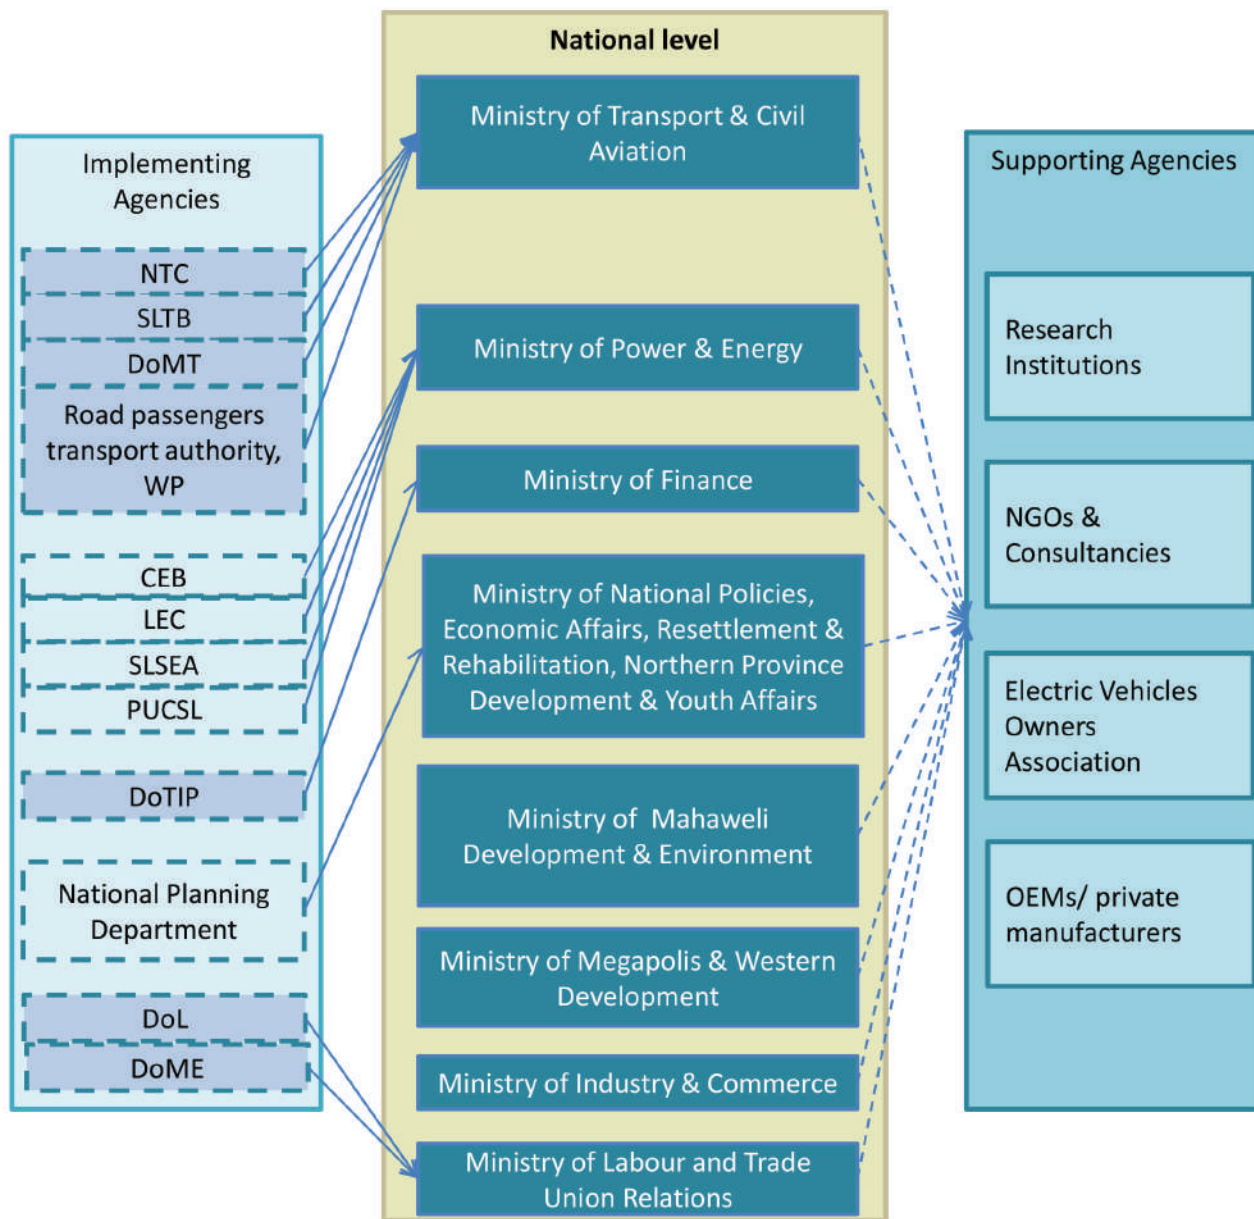 National level
Implementing
Agencies
NTC
SLTB
DoMT
Road passengers
transport authority,
WP
CEB
LEC
SLSEA
PUCSL
DoTIP
National Planning
Department
DoL
DoME
Ministry of Transport & Civil
Aviation
Ministry of Power & Energy
Ministry of Finance
Ministry of National Policies,
Economic Affairs, Resettlement &
Rehabilitation, Northern Province
Development & Youth Affairs
Ministry of Mahaweli
Development & Environment
Ministry of Megapolis & Western
Development
Ministry of Industry & Commerce
Ministry of Labour and Trade
Union Relations
Supporting Agencies
Research
Institutions
NGOs &
Consultancies
Electric Vehicles
Owners
Association
OEMs/ private
manufacturers